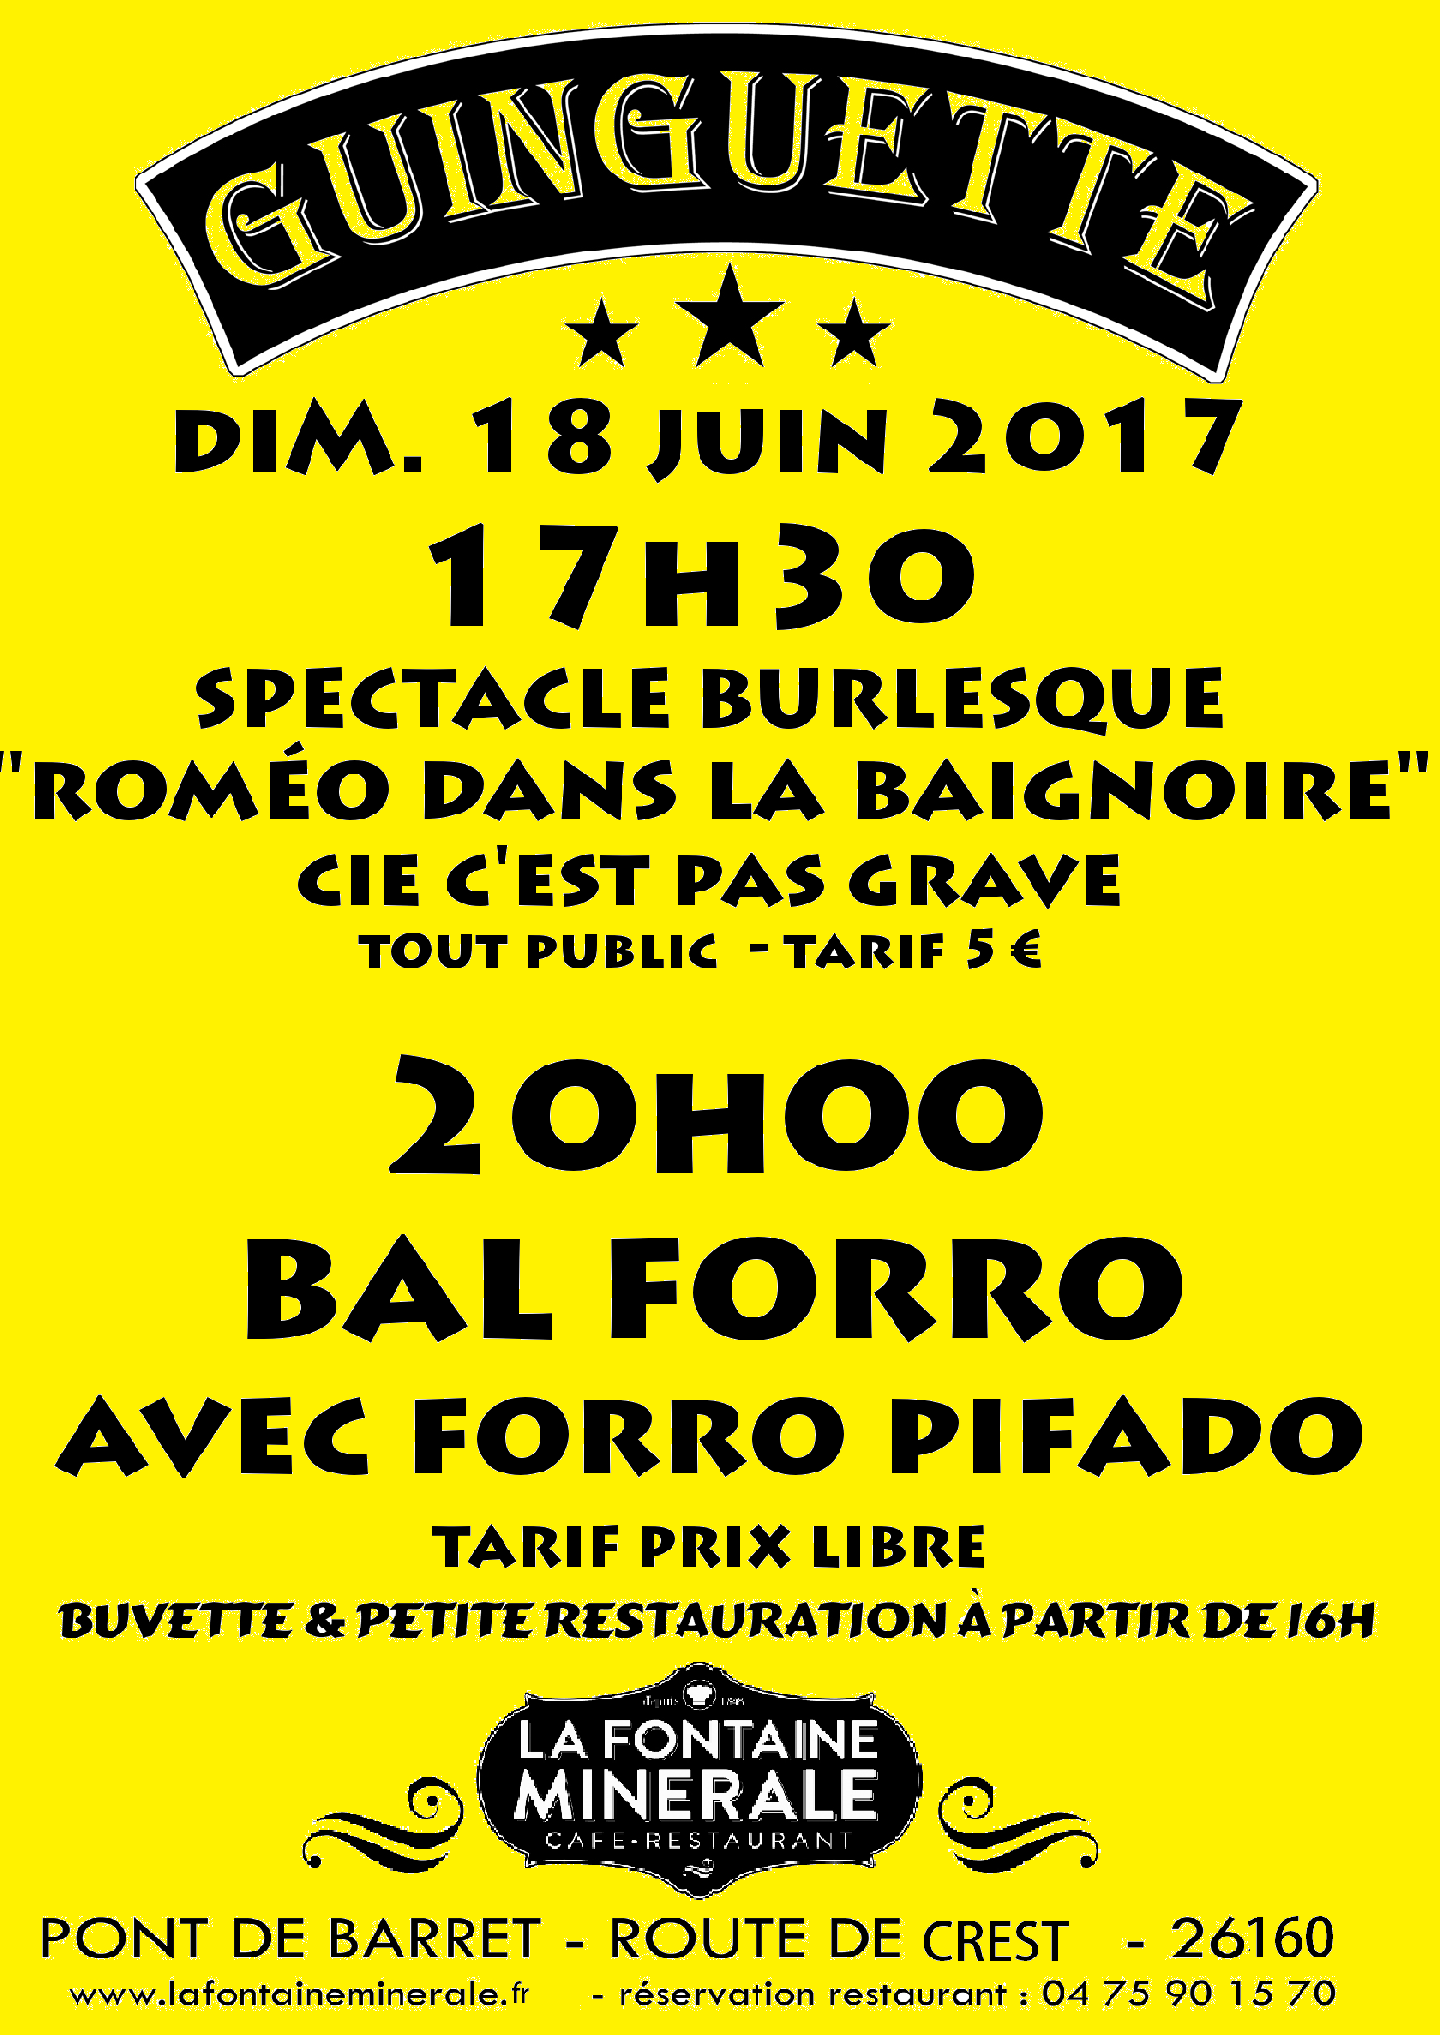 GUINGUETTE
DIM. 18 JUIN 2017
17H30
SPECTACLE BURLESQUE
"ROMÉO DANS LA BAIGNOIRE"
CIE C'EST PAS GRAVE
TOUT PUBLIC - TARIF 5 €
20H00
BAL FORRO
AVEC FORRO PIFADO
TARIF PRIX LIBRE
BUVETTE & PETITE RESTAURATION À PARTIR DE 16H
depuis
LA FONTAINE
MINERALE
CAFE-RESTAURANT
PONT DE BARRET - ROUTE DE CREST - 26160
www.lafontaineminerale.fr - réservation restaurant : 04 75 90 15 70